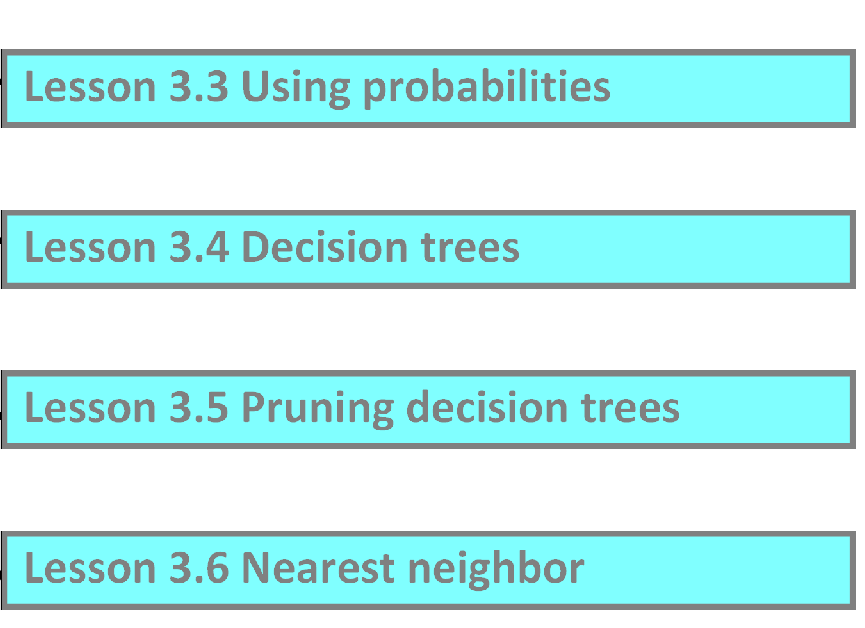 Lesson 3.3 Using probabilities
Lesson 3.4 Decision trees
Lesson 3.5 Pruning decision trees
Lesson 3.6 Nearest neighbor